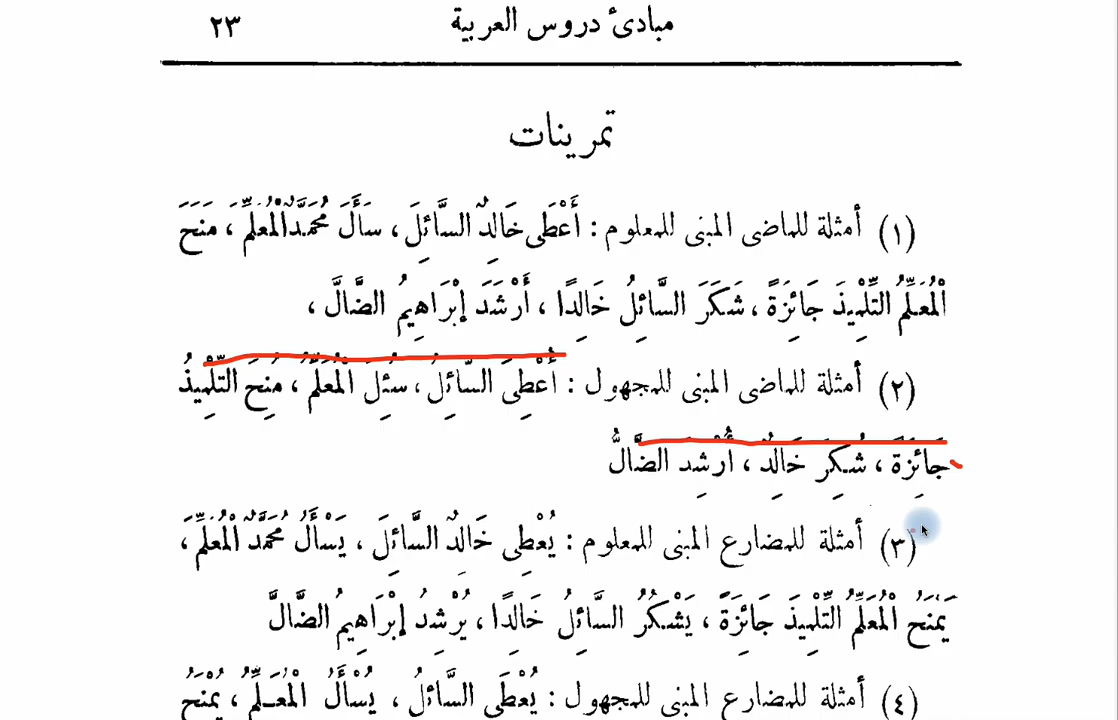 مبادئ دروس العربية ٢٣
تمرينات
(١) أمثلة للماضى المبنى للمعلوم : أَعْطَى خَالِدٌ السَّائِلَ ، سَأَلَ مُحَمَّدٌ الْمُعَلِّمَ ، مَنَحَ
الْمُعَلِّمُ التِّلْمِيذَ جَائِزَةً ، شَكَرَ السَّائِلُ خَالِدًا ، أَرْشَدَ إِبْرَاهِيمُ الضَّالَّ ،
(٢) أمثلة للماضى المبنى للمجهول : أُعْطِىَ السَّائِلُ ، سُئِلَ الْمُعَلِّمُ ، مُنِحَ التِّلْمِيذُ
جَائِزَةً ، شُكِرَ خَالِدٌ ، أُرْشِدَ الضَّالُّ
(٣) أمثلة للمضارع المبنى للمعلوم : يُعْطِى خَالِدٌ السَّائِلَ ، يَسْأَلُ مُحَمَّدٌ الْمُعَلِّمَ ،
يَمْنَحُ الْمُعَلِّمُ التِّلْمِيذَ جَائِزَةً ، يَشْكُرُ السَّائِلُ خَالِدًا ، يُرْشِدُ إِبْرَاهِيمُ الضَّالَّ
(٤) أمثلة للمضارع المبنى للمجهول : يُعْطَى السَّائِلُ ، يُسْأَلُ الْمُعَلِّمُ ، يُمْنَحُ